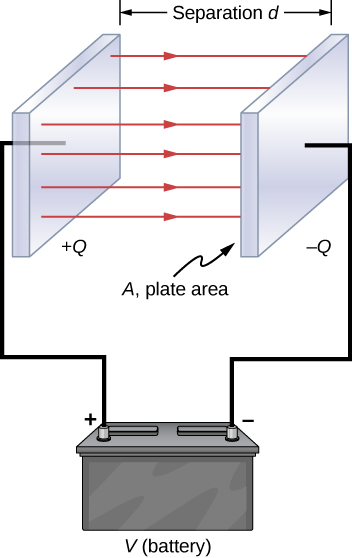 Separation d
+Q
–Q
A, plate area
+
–
V (battery)